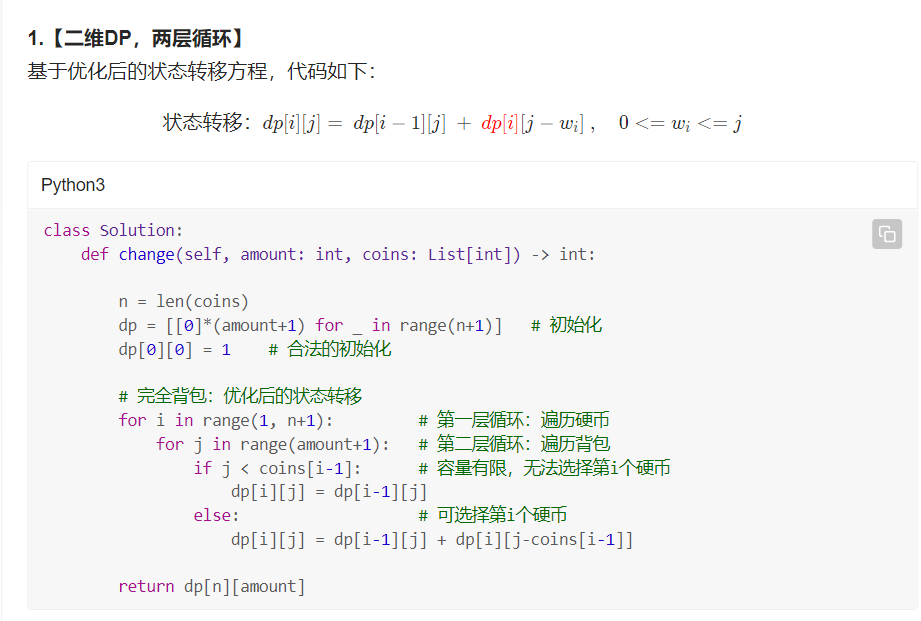 1.【二维DP，两层循环】
基于优化后的状态转移方程，代码如下：
状态转移：dp[i][j] = dp[i − 1][j] + dp[i][j − wᵢ] , 0 <= wᵢ <= j
Python3
class Solution:
    def change(self, amount: int, coins: List[int]) -> int:
        n = len(coins)
        dp = [[0]*(amount+1) for _ in range(n+1)]   # 初始化
        dp[0][0] = 1    # 合法的初始化
        # 完全背包：优化后的状态转移
        for i in range(1, n+1):         # 第一层循环：遍历硬币
            for j in range(amount+1):   # 第二层循环：遍历背包
                if j < coins[i-1]:      # 容量有限，无法选择第i个硬币
                    dp[i][j] = dp[i-1][j]
                else:                   # 可选择第i个硬币
                    dp[i][j] = dp[i-1][j] + dp[i][j-coins[i-1]]
        return dp[n][amount]